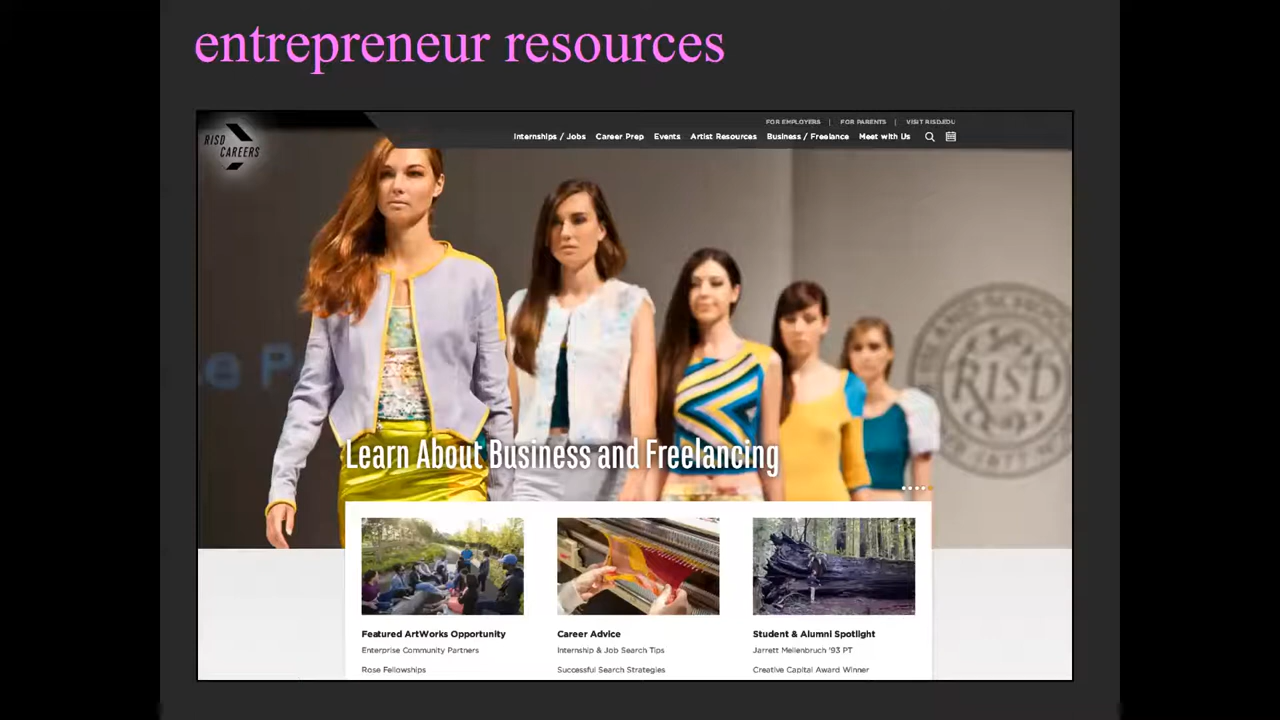 entrepreneur resources
FOR EMPLOYERS | FOR PARENTS | VISIT RISD.EDU
RISD CAREERS
Internships / Jobs Career Prep Events Artist Resources Business / Freelance Meet with Us
e P
RISD
Learn About Business and Freelancing
Featured ArtWorks Opportunity
Enterprise Community Partners
Rose Fellowships
Career Advice
Internship & Job Search Tips
Successful Search Strategies
Student & Alumni Spotlight
Jarrett Mellenbruch '93 PT
Creative Capital Award Winner